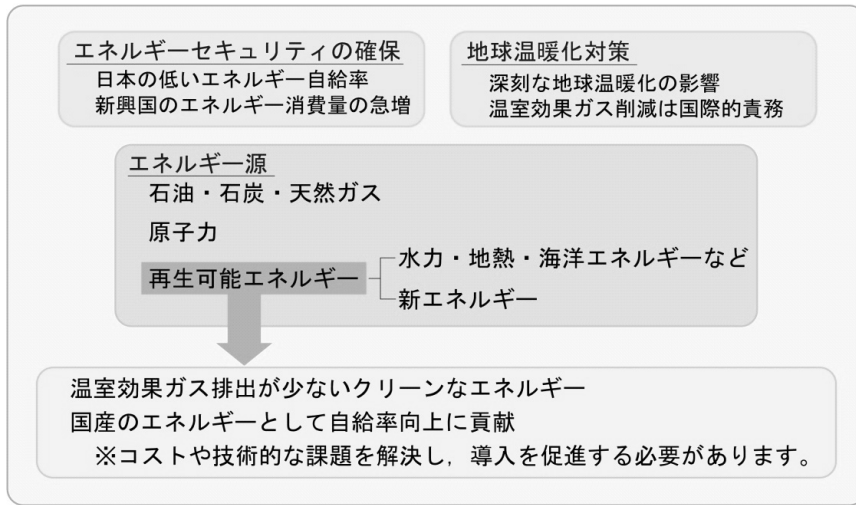 エネルギーセキュリティの確保
日本の低いエネルギー自給率
新興国のエネルギー消費量の急増
地球温暖化対策
深刻な地球温暖化の影響
温室効果ガス削減は国際的責務
エネルギー源
石油・石炭・天然ガス
原子力
再生可能エネルギー
水力・地熱・海洋エネルギーなど
新エネルギー
温室効果ガス排出が少ないクリーンなエネルギー
国産のエネルギーとして自給率向上に貢献
※コストや技術的な課題を解決し，導入を促進する必要があります。